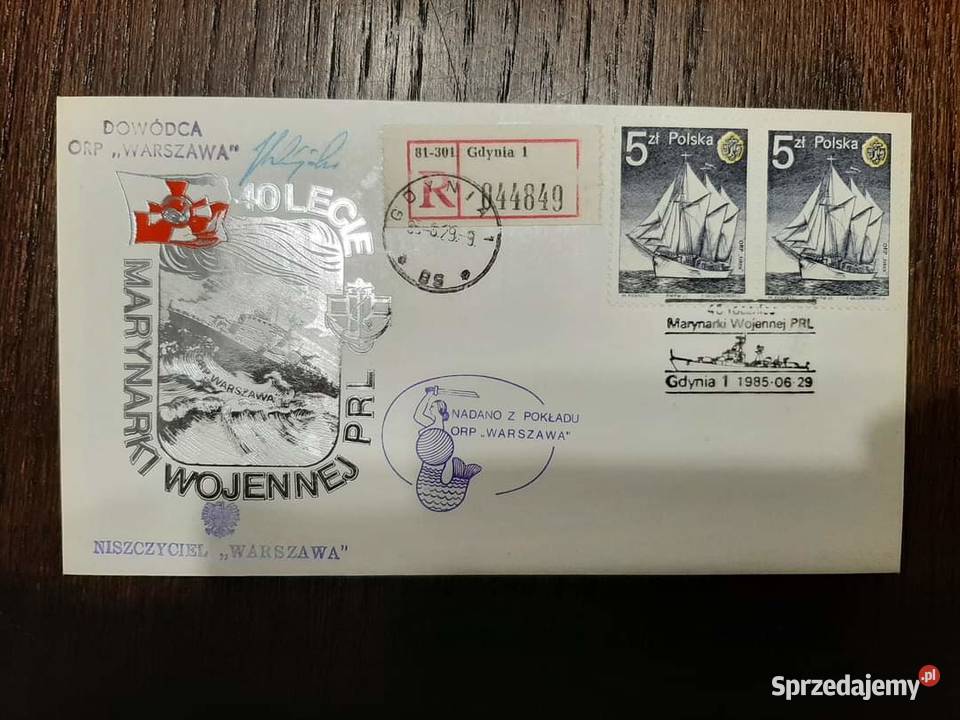 DOWÓDCA
ORP „WARSZAWA"
40 LECIE
MARYNARKI
WOJENNEJ
PRL
WARSZAWA
NISZCZYCIEL „WARSZAWA"
81-301 Gdynia 1
R 044849
GDYNIA 1
BS
NADANO Z POKŁADU
ORP „WARSZAWA"
5 zł Polska
5 zł Polska
Marynarki Wojennej PRL
Gdynia 1 1985-06-29
Sprzedajemy.pl